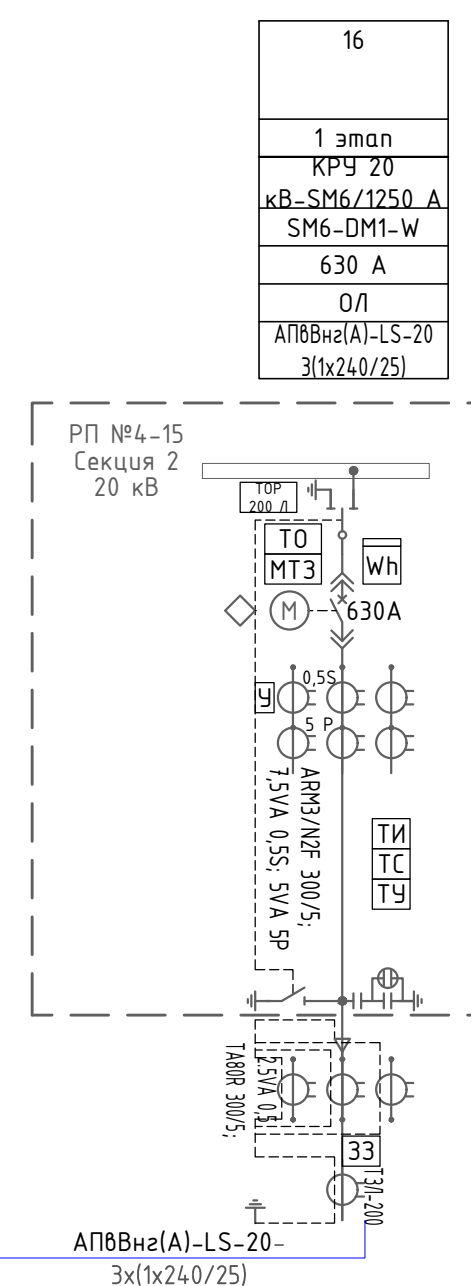 16
1 этап
КРУ 20
кВ-SM6/1250 А
SM6-DM1-W
630 А
ОЛ
АПвВнг(А)-LS-20
3(1х240/25)
РП №4-15
Секция 2
20 кВ
ТОР
200 Л
ТО
МТЗ
Wh
М
630А
У
0,5S
5 Р
ARM3/N2F 300/5;
7,5VA 0,5S; 5VA 5P
ТИ
ТС
ТУ
2,5VA 0,5
TA80R 300/5;
ЗЗ
ТЗЛ-200
АПвВнг(А)-LS-20-
3х(1х240/25)